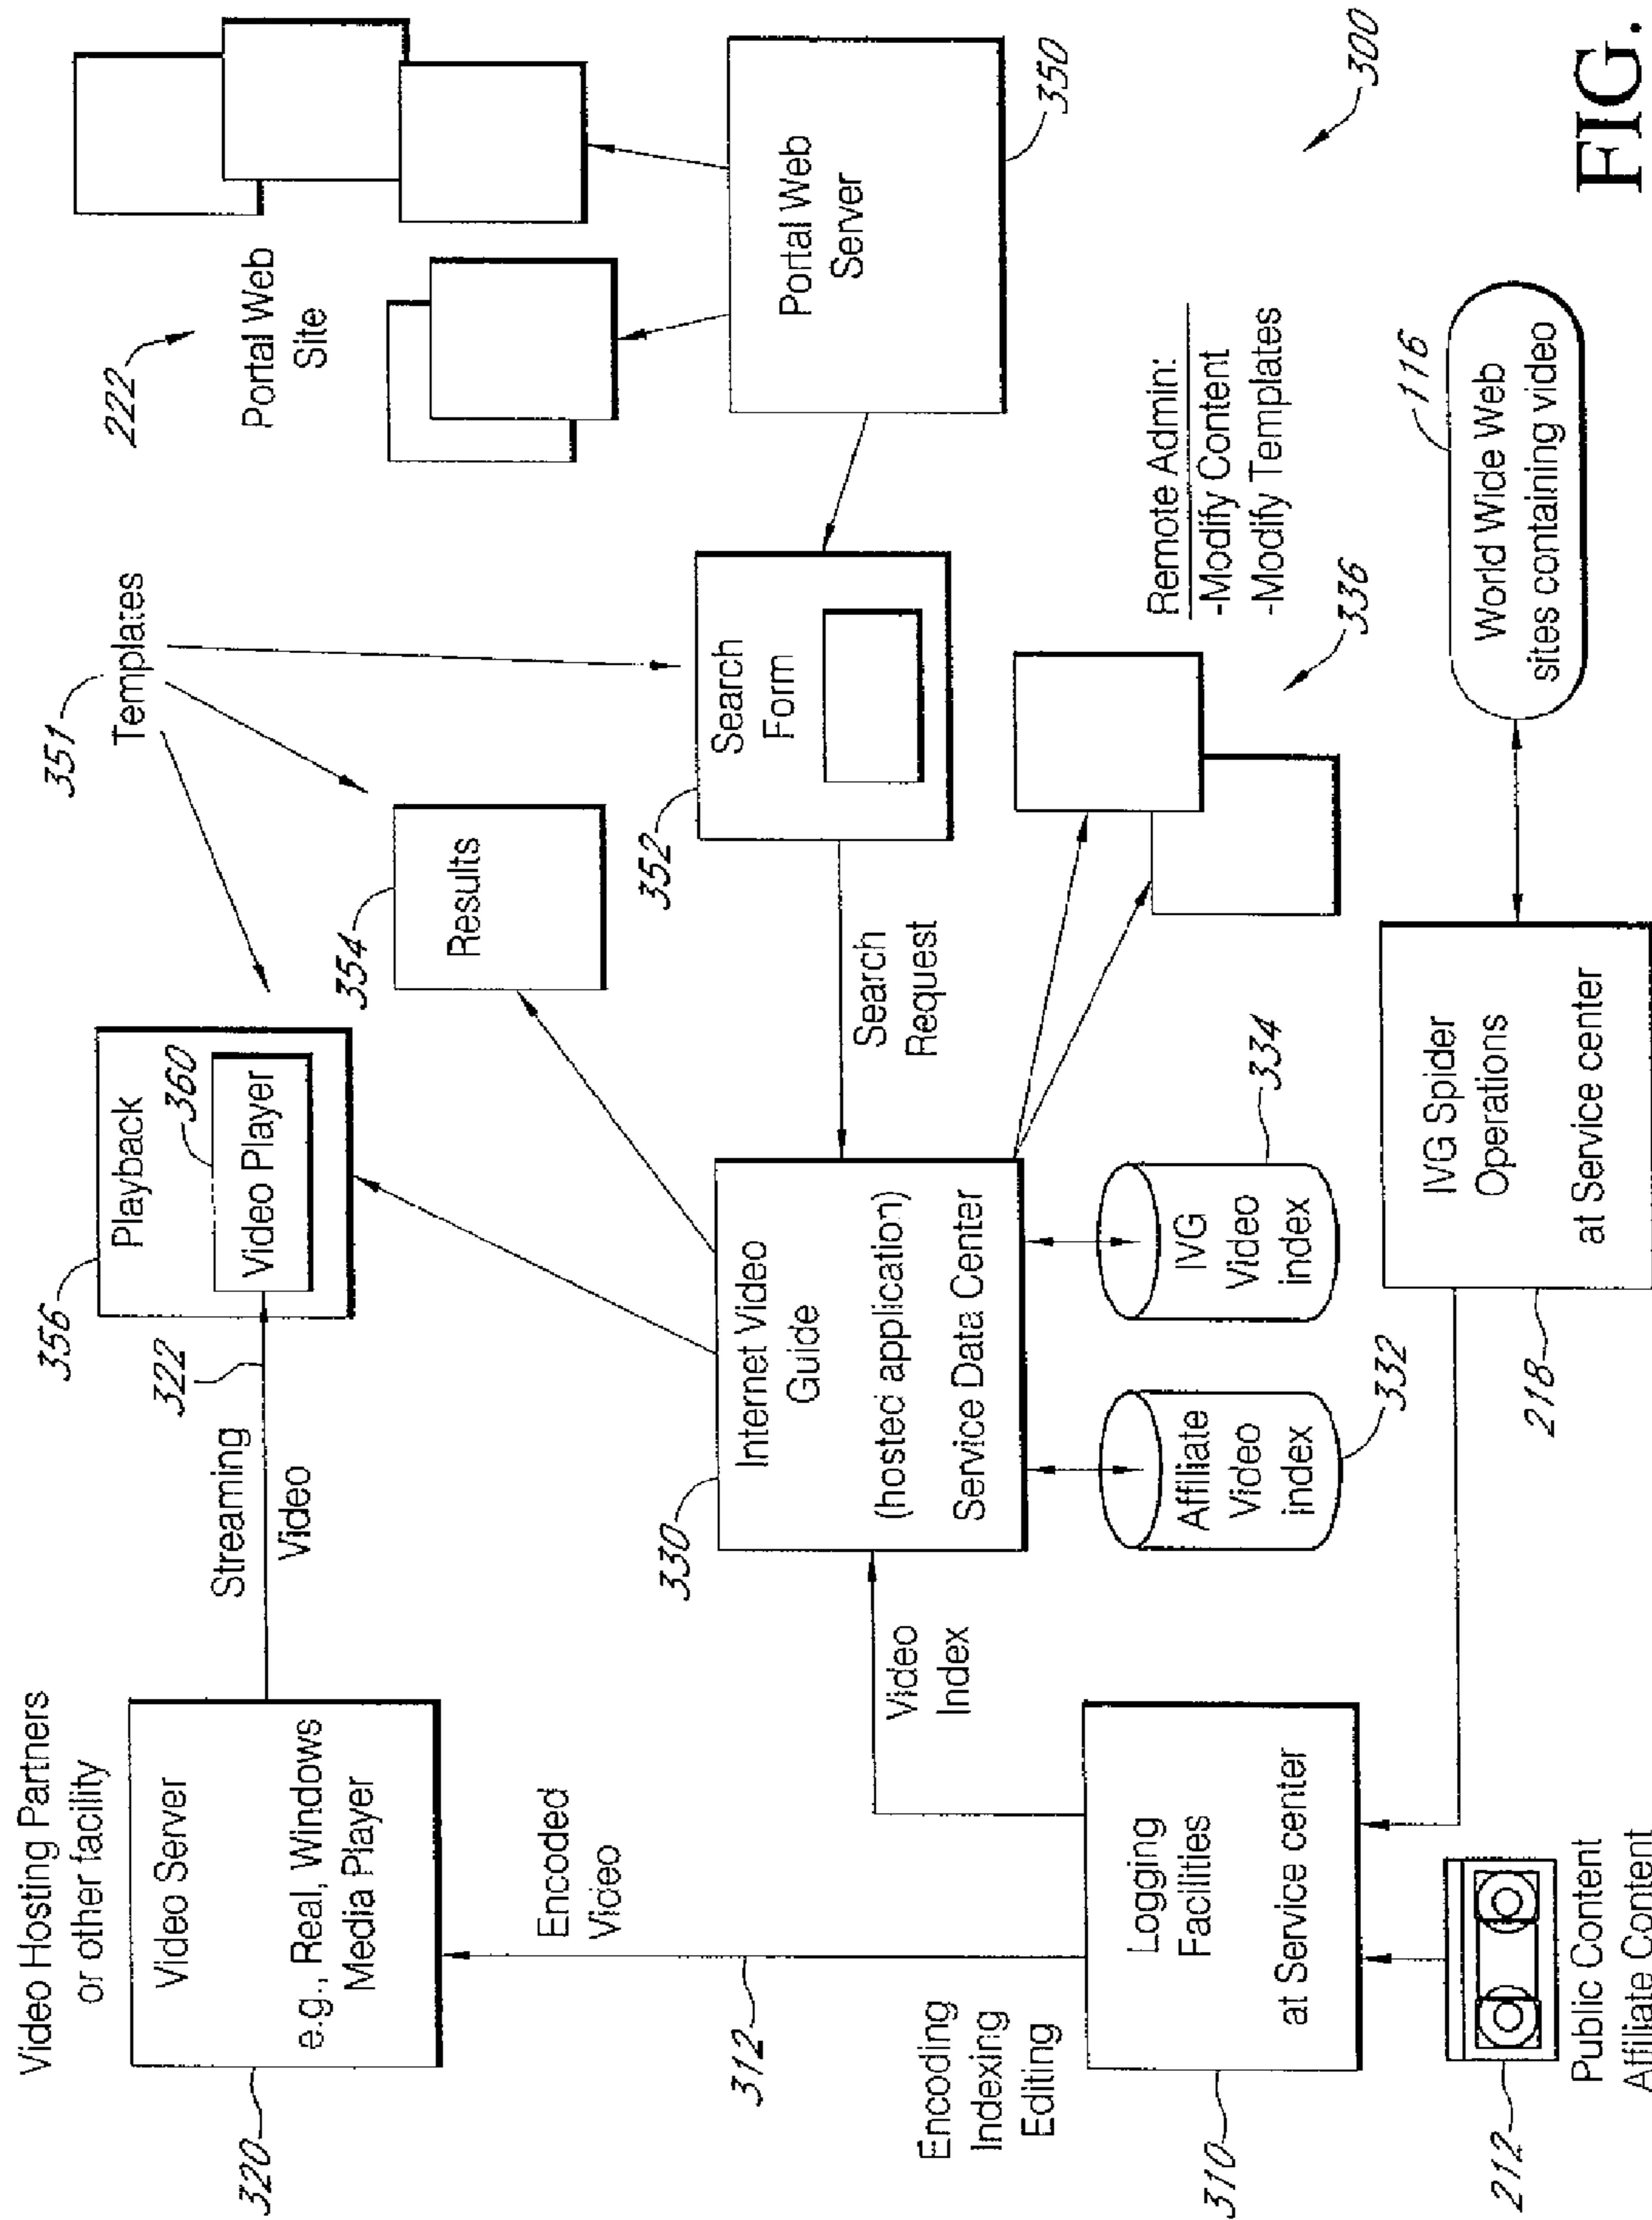 Video Hosting Partners
or other facility
Video Server
e.g., Real, Windows
Media Player
320
Streaming
Video
322
356
Playback
360
Video Player
351
Templates
222
Portal Web
Site
Encoded
Video
312
Encoding
Indexing
Editing
Video
Index
330
Internet Video
Guide
(hosted application)
Service Data Center
354
Results
352
Search
Form
Search
Request
Portal Web
Server
350
310
Logging
Facilities
at Service center
Affiliate
Video
index
332
IVG
Video
index
334
Remote Admin:
-Modify Content
-Modify Templates
336
300
212
Public Content
Affiliate Content
218
IVG Spider
Operations
at Service center
116
World Wide Web
sites containing video
FIG.